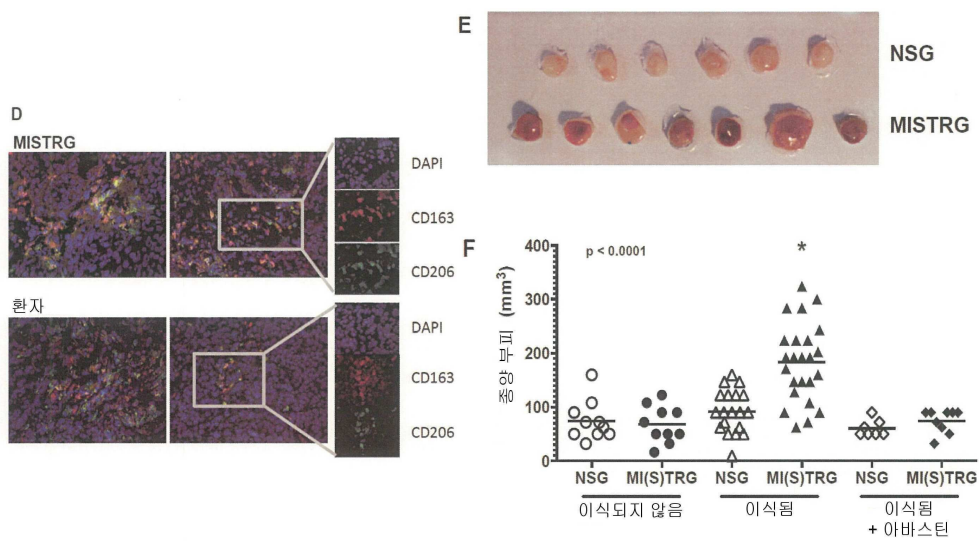 D
MISTRG
DAPI
CD163
CD206
환자
DAPI
CD163
CD206
E
NSG
MISTRG
F
종양 부피 (mm³)
400
300
200
100
0
p < 0.0001
*
NSG MI(S)TRG NSG MI(S)TRG NSG MI(S)TRG
이식되지 않음 이식됨 이식됨
+ 아바스틴